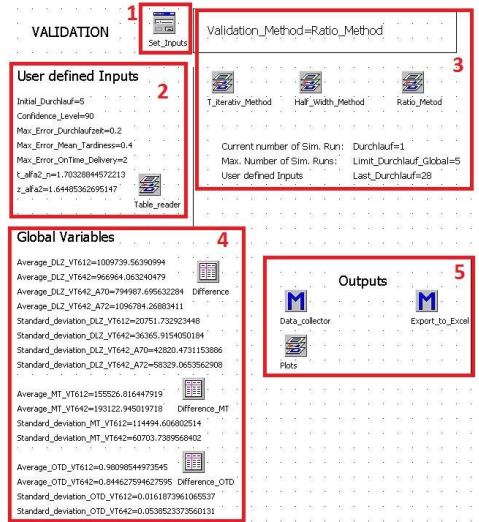 VALIDATION
1
Set_Inputs
Validation_Method=Ratio_Method
3
T_iterativ_Method
Half_Width_Method
Ratio_Metod
Current number of Sim. Run: Durchlauf=1
Max. Number of Sim. Runs: Limit_Durchlauf_Global=5
User defined Inputs Last_Durchlauf=28
User defined Inputs
2
Initial_Durchlauf=5
Confidence_Level=90
Max_Error_Durchlaufzeit=0.2
Max_Error_Mean_Tardiness=0.4
Max_Error_OnTime_Delivery=2
t_alfa2_n=1.70328844572213
z_alfa2=1.64485362695147
Table_reader
Global Variables
4
Average_DLZ_VT612=1009739.56390994
Average_DLZ_VT642=966964.063240479
Average_DLZ_VT642_A70=794987.695632284
Difference
Average_DLZ_VT642_A72=1096784.26883411
Standard_deviation_DLZ_VT612=20751.732923448
Standard_deviation_DLZ_VT642=36365.9154050184
Standard_deviation_DLZ_VT642_A70=42820.4731153886
Standard_deviation_DLZ_VT642_A72=58329.0653562908
Average_MT_VT612=155526.816447919
Average_MT_VT642=193122.945019718
Difference_MT
Standard_deviation_MT_VT612=114494.606802514
Standard_deviation_MT_VT642=60703.7389568402
Average_OTD_VT612=0.98098544973545
Average_OTD_VT642=0.844627594627595
Difference_OTD
Standard_deviation_OTD_VT612=0.0161873961065537
Standard_deviation_OTD_VT642=0.0538523373560131
Outputs
5
M
Data_collector
M
Export_to_Excel
Plots